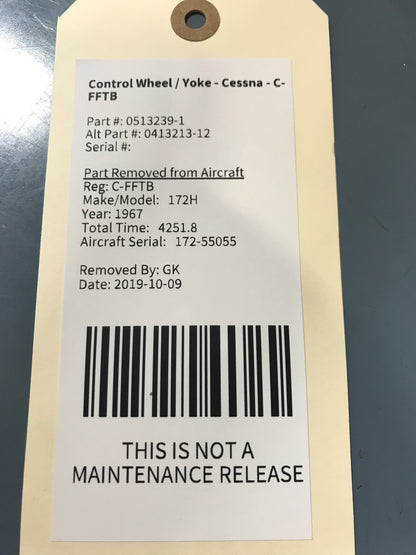 Control Wheel / Yoke - Cessna - C-
FFTB
Part #: 0513239-1
Alt Part #: 0413213-12
Serial #:
Part Removed from Aircraft
Reg: C-FFTB
Make/Model: 172H
Year: 1967
Total Time: 4251.8
Aircraft Serial: 172-55055
Removed By: GK
Date: 2019-10-09
THIS IS NOT A
MAINTENANCE RELEASE